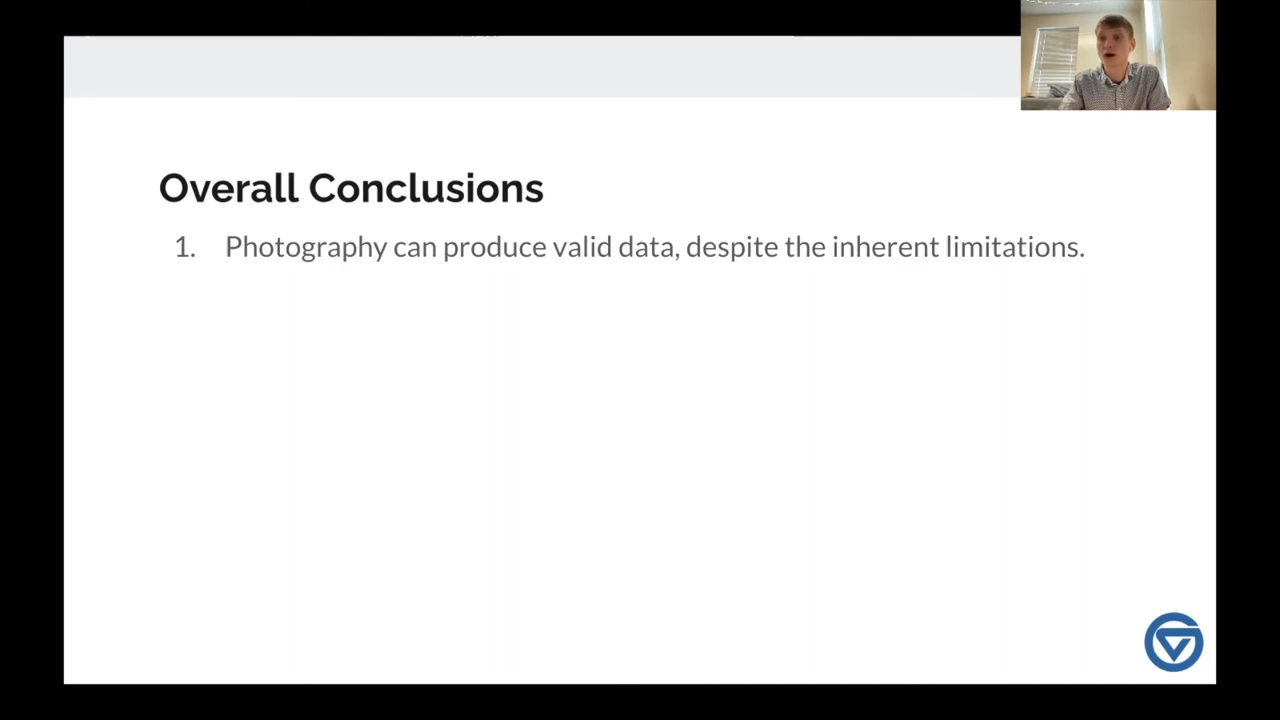 Overall Conclusions
1. Photography can produce valid data, despite the inherent limitations.